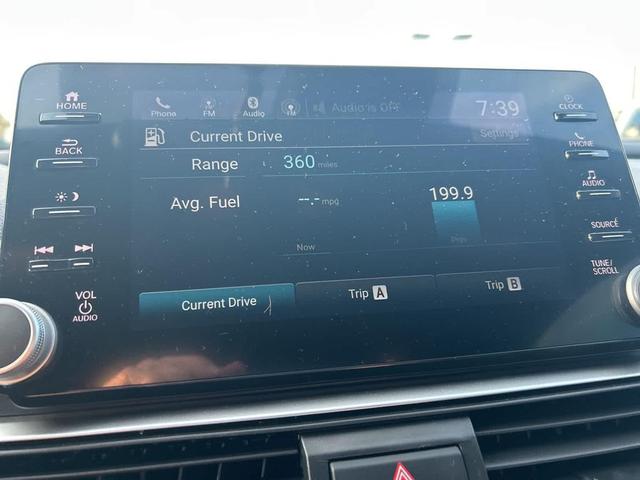 HOME
BACK
VOL
AUDIO
Phone FM Audio FM Audio is OFF 7:39
Current Drive Settings
Range 360 miles
Avg. Fuel --.- mpg 199.9
Now
Current Drive Trip A Trip B
CLOCK
PHONE
AUDIO
SOURCE
TUNE/
SCROLL